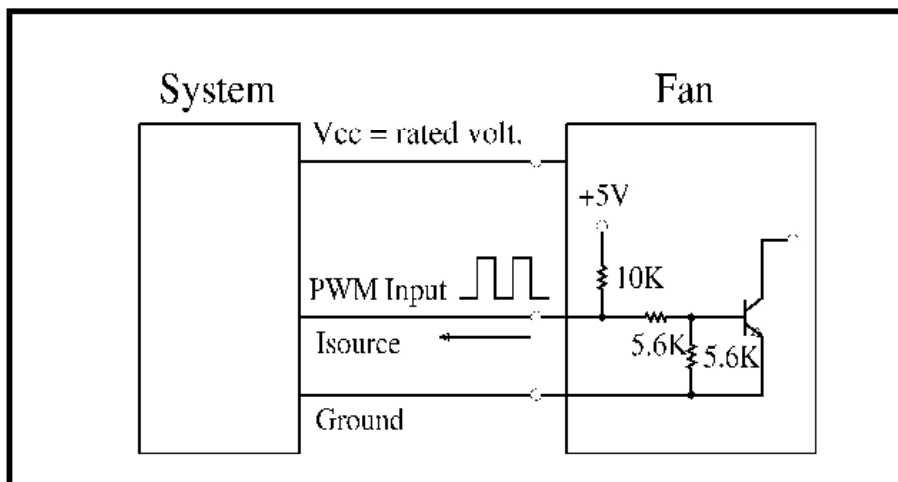 System
Fan
Vcc = rated volt.
+5V
10K
PWM Input
Isource
5.6K
5.6K
Ground